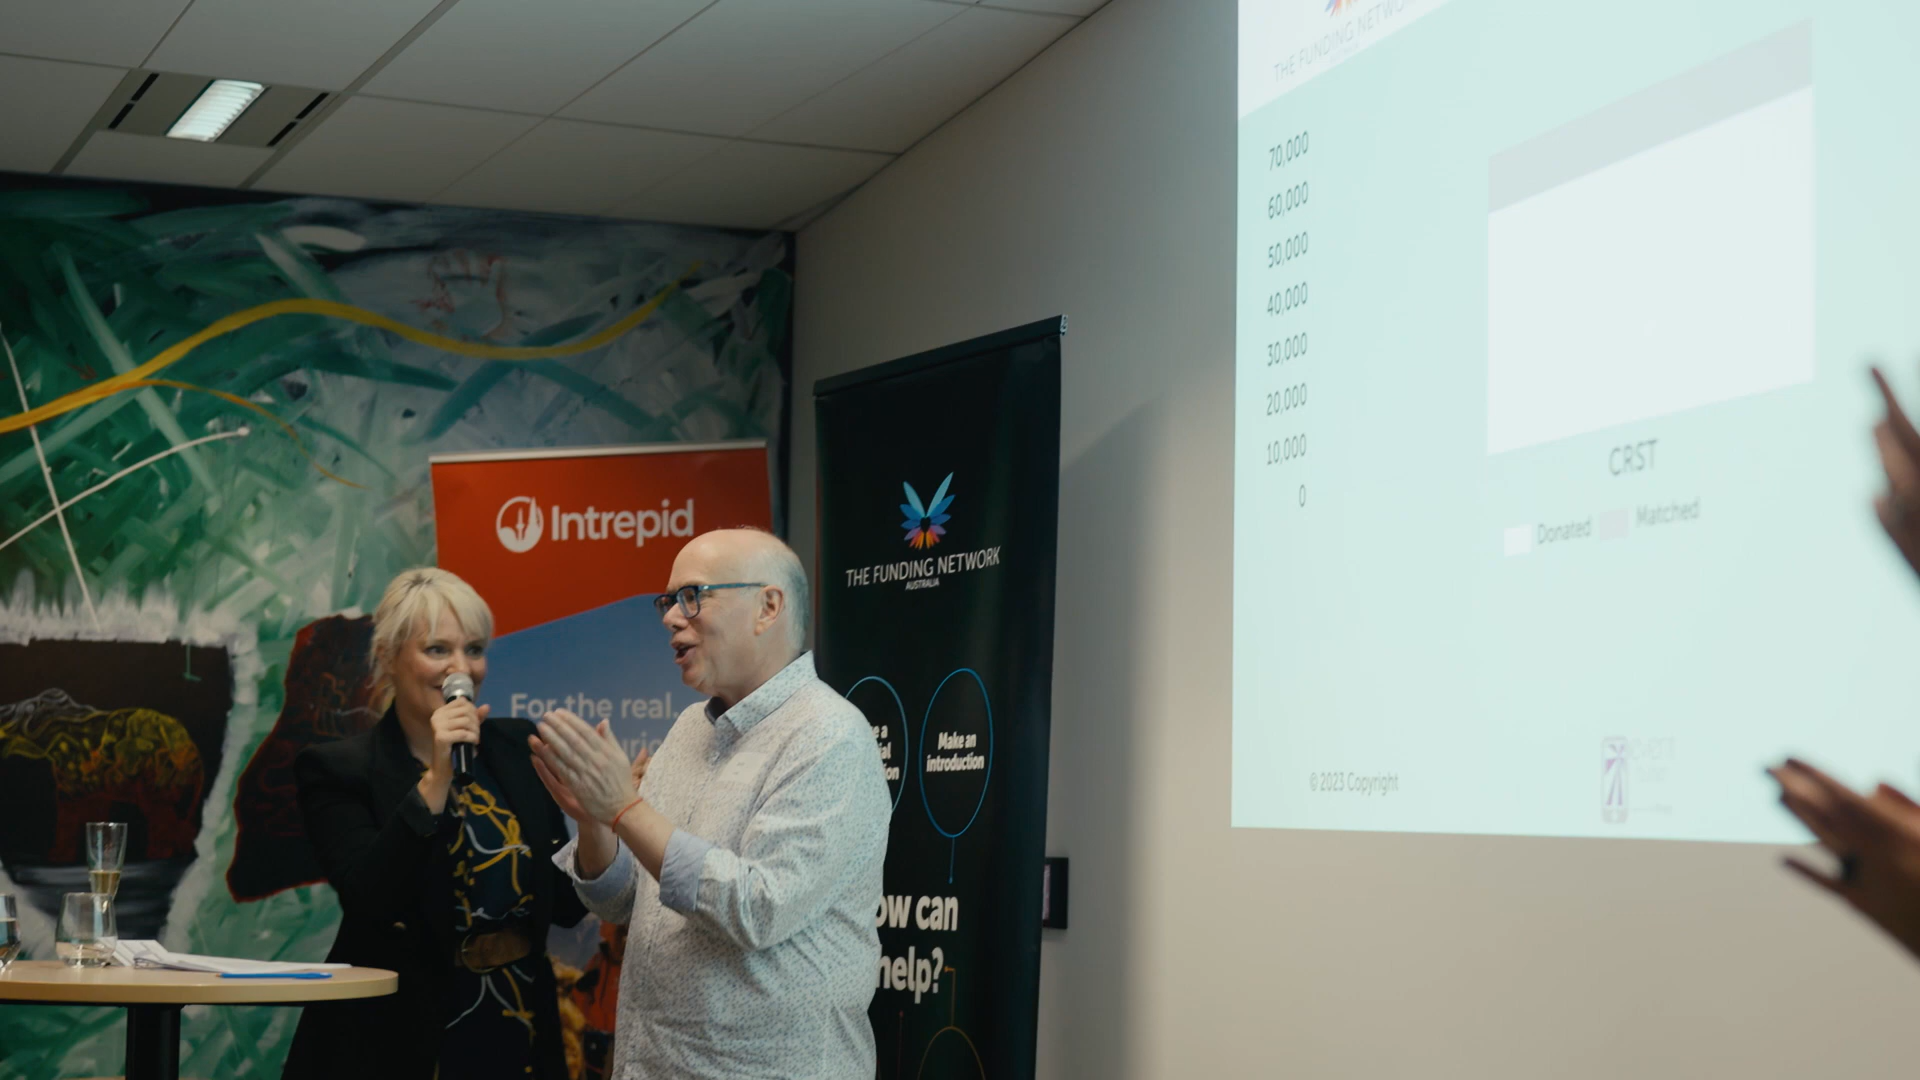 THE FUNDING NETWORK
70,000
60,000
50,000
40,000
30,000
20,000
10,000
0
CRST
Donated
Matched
© 2023 Copyright
Intrepid
For the real,
THE FUNDING NETWORK
AUSTRALIA
Make an
introduction
ow can
help?